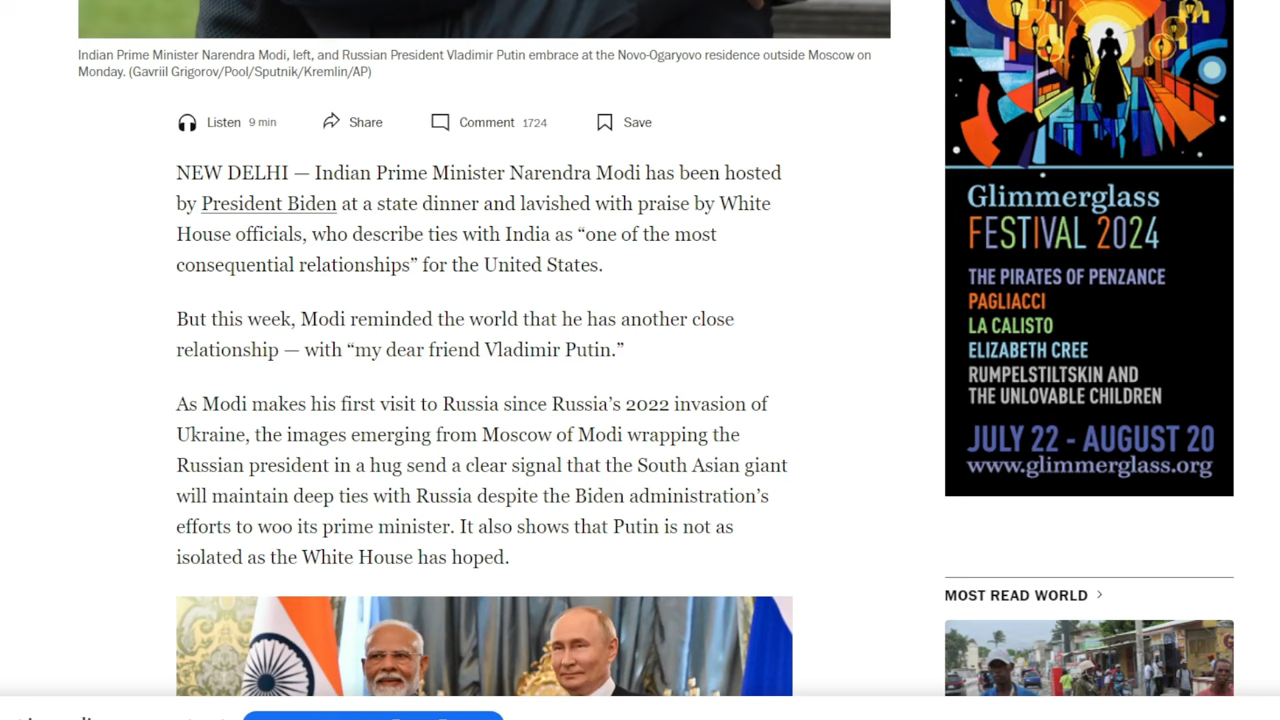 Indian Prime Minister Narendra Modi, left, and Russian President Vladimir Putin embrace at the Novo-Ogaryovo residence outside Moscow on
Monday. (Gavriil Grigorov/Pool/Sputnik/Kremlin/AP)
Listen 9 min Share Comment 1724 Save
NEW DELHI — Indian Prime Minister Narendra Modi has been hosted
by President Biden at a state dinner and lavished with praise by White
House officials, who describe ties with India as “one of the most
consequential relationships” for the United States.
But this week, Modi reminded the world that he has another close
relationship — with “my dear friend Vladimir Putin.”
As Modi makes his first visit to Russia since Russia’s 2022 invasion of
Ukraine, the images emerging from Moscow of Modi wrapping the
Russian president in a hug send a clear signal that the South Asian giant
will maintain deep ties with Russia despite the Biden administration’s
efforts to woo its prime minister. It also shows that Putin is not as
isolated as the White House has hoped.
Glimmerglass
FESTIVAL 2024
THE PIRATES OF PENZANCE
PAGLIACCI
LA CALISTO
ELIZABETH CREE
RUMPELSTILTSKIN AND
THE UNLOVABLE CHILDREN
JULY 22 - AUGUST 20
www.glimmerglass.org
MOST READ WORLD >